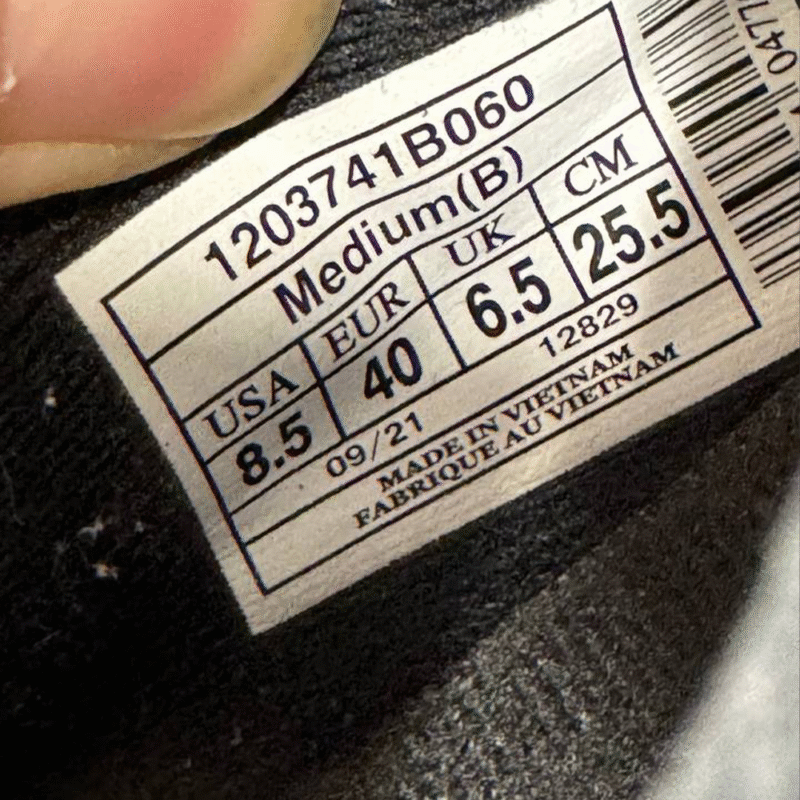 1203741B060
Medium(B)
USA EUR UK CM
8.5 40 6.5 25.5
09/21 12829
MADE IN VIETNAM
FABRIQUE AU VIETNAM